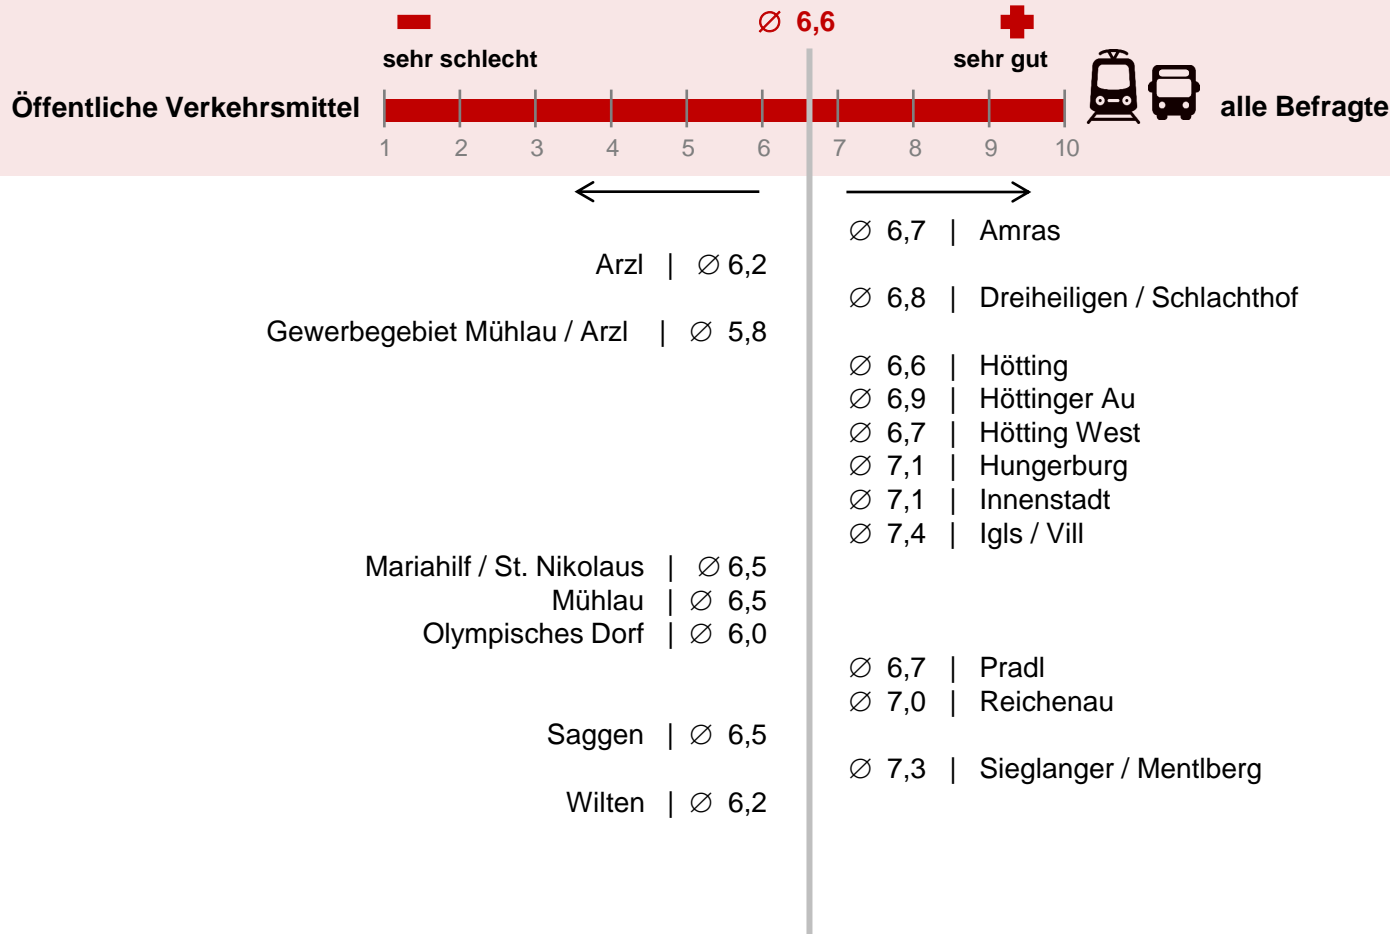 ∅ 6,6
sehr schlecht
sehr gut
Öffentliche Verkehrsmittel
alle Befragte
1 2 3 4 5 6 7 8 9 10
∅ 6,7 | Amras
Arzl | ∅ 6,2
∅ 6,8 | Dreiheiligen / Schlachthof
Gewerbegebiet Mühlau / Arzl | ∅ 5,8
∅ 6,6 | Hötting
∅ 6,9 | Höttinger Au
∅ 6,7 | Hötting West
∅ 7,1 | Hungerburg
∅ 7,1 | Innenstadt
∅ 7,4 | Igls / Vill
Mariahilf / St. Nikolaus | ∅ 6,5
Mühlau | ∅ 6,5
Olympisches Dorf | ∅ 6,0
∅ 6,7 | Pradl
∅ 7,0 | Reichenau
Saggen | ∅ 6,5
∅ 7,3 | Sieglanger / Mentlberg
Wilten | ∅ 6,2